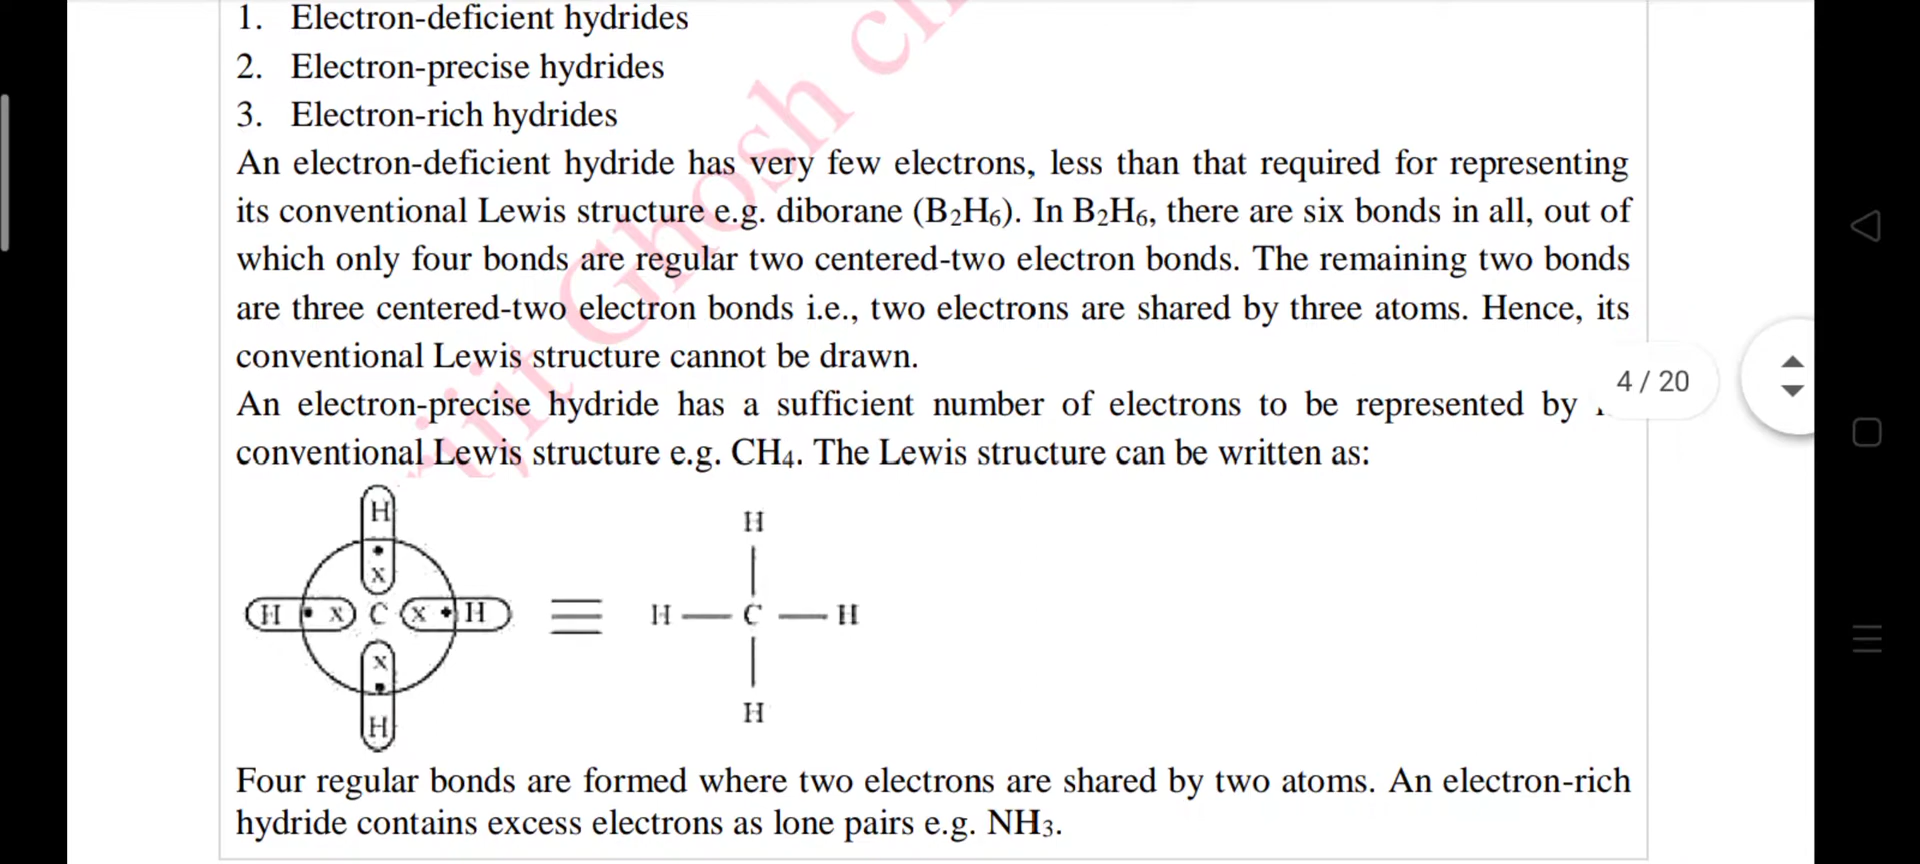 1. Electron-deficient hydrides
2. Electron-precise hydrides
3. Electron-rich hydrides
An electron-deficient hydride has very few electrons, less than that required for representing
its conventional Lewis structure e.g. diborane (B₂H₆). In B₂H₆, there are six bonds in all, out of
which only four bonds are regular two centered-two electron bonds. The remaining two bonds
are three centered-two electron bonds i.e., two electrons are shared by three atoms. Hence, its
conventional Lewis structure cannot be drawn.
4 / 20
An electron-precise hydride has a sufficient number of electrons to be represented by
conventional Lewis structure e.g. CH₄. The Lewis structure can be written as:
H
• x
H • x C x • H ≡ H — C — H
x •
H
H
H
Four regular bonds are formed where two electrons are shared by two atoms. An electron-rich
hydride contains excess electrons as lone pairs e.g. NH₃.
Ghosh